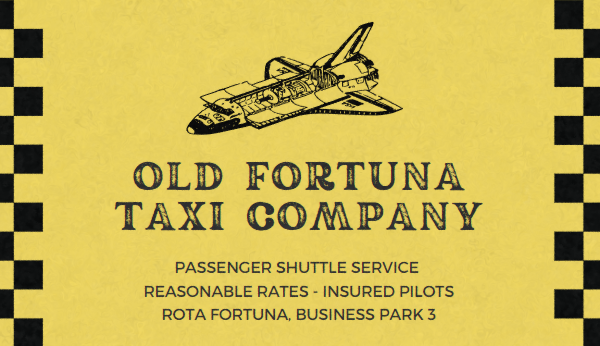 OLD FORTUNA
TAXI COMPANY
PASSENGER SHUTTLE SERVICE
REASONABLE RATES - INSURED PILOTS
ROTA FORTUNA, BUSINESS PARK 3